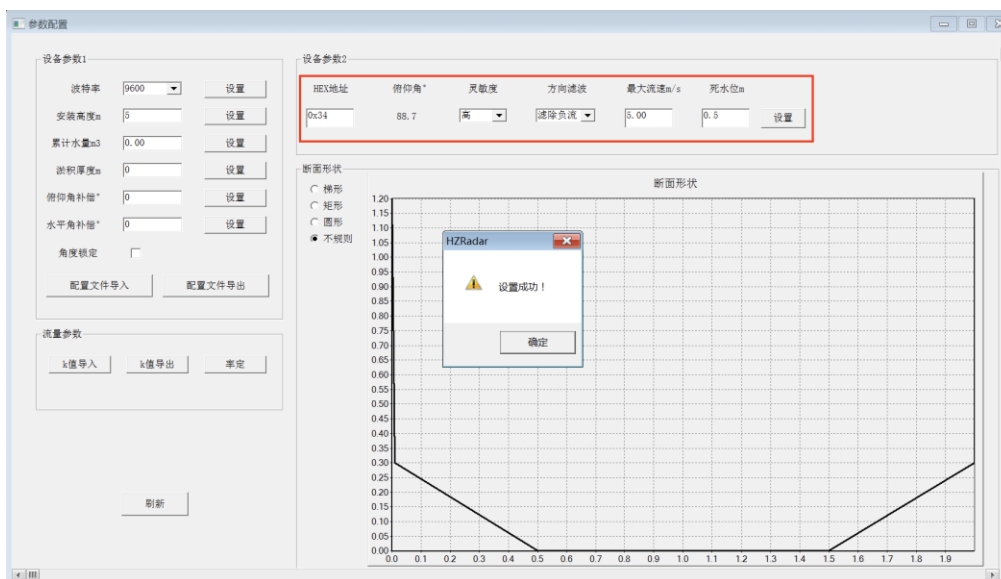 参数配置
设备参数1
波特率 9600 设置
安装高度m 5 设置
累计水量m3 0.00 设置
淤积厚度m 0 设置
俯仰角补偿° 0 设置
水平角补偿° 0 设置
角度锁定
配置文件导入 配置文件导出
流量参数
k值导入 k值导出 率定
刷新
设备参数2
HEX地址 俯仰角° 灵敏度 方向滤波 最大流速m/s 死水位m
0x34 88.7 高 滤除负流 5.00 0.5 设置
断面形状
梯形
矩形
圆形
不规则
断面形状
1.20
1.15
1.10
1.05
1.00
0.95
0.90
0.85
0.80
0.75
0.70
0.65
0.60
0.55
0.50
0.45
0.40
0.35
0.30
0.25
0.20
0.15
0.10
0.05
0.00
0.0 0.1 0.2 0.3 0.4 0.5 0.6 0.7 0.8 0.9 1.0 1.1 1.2 1.3 1.4 1.5 1.6 1.7 1.8 1.9
HZRadar
设置成功！
确定